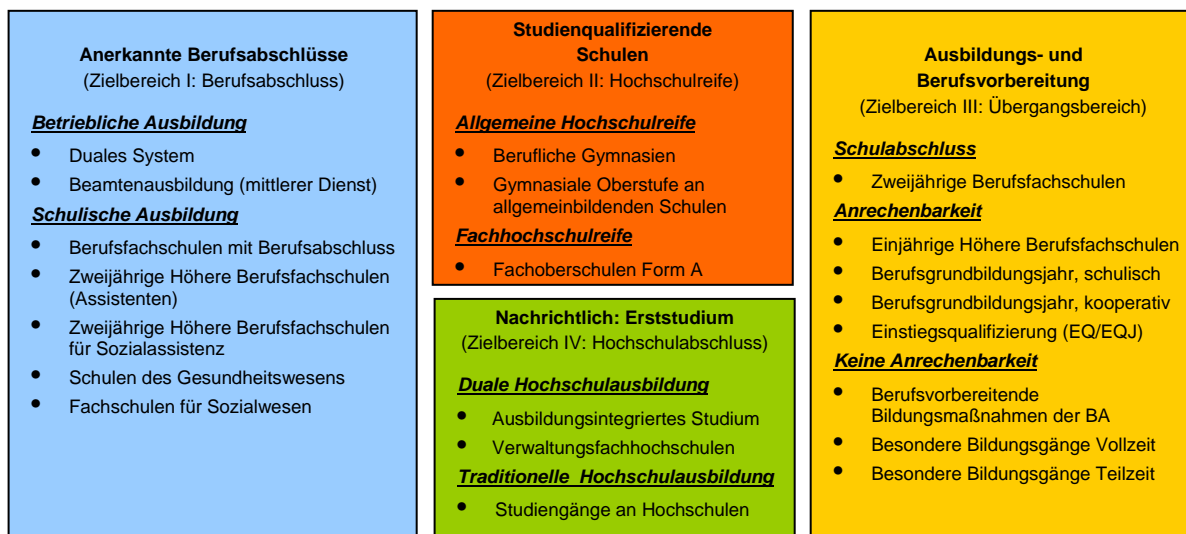 Anerkannte Berufsabschlüsse
(Zielbereich I: Berufsabschluss)
Betriebliche Ausbildung
• Duales System
• Beamtenausbildung (mittlerer Dienst)
Schulische Ausbildung
• Berufsfachschulen mit Berufsabschluss
• Zweijährige Höhere Berufsfachschulen
(Assistenten)
• Zweijährige Höhere Berufsfachschulen
für Sozialassistenz
• Schulen des Gesundheitswesens
• Fachschulen für Sozialwesen
Studienqualifizierende
Schulen
(Zielbereich II: Hochschulreife)
Allgemeine Hochschulreife
• Berufliche Gymnasien
• Gymnasiale Oberstufe an
allgemeinbildenden Schulen
Fachhochschulreife
• Fachoberschulen Form A
Nachrichtlich: Erststudium
(Zielbereich IV: Hochschulabschluss)
Duale Hochschulausbildung
• Ausbildungsintegriertes Studium
• Verwaltungsfachhochschulen
Traditionelle Hochschulausbildung
• Studiengänge an Hochschulen
Ausbildungs- und
Berufsvorbereitung
(Zielbereich III: Übergangsbereich)
Schulabschluss
• Zweijährige Berufsfachschulen
Anrechenbarkeit
• Einjährige Höhere Berufsfachschulen
• Berufsgrundbildungsjahr, schulisch
• Berufsgrundbildungsjahr, kooperativ
• Einstiegsqualifizierung (EQ/EQJ)
Keine Anrechenbarkeit
• Berufsvorbereitende
Bildungsmaßnahmen der BA
• Besondere Bildungsgänge Vollzeit
• Besondere Bildungsgänge Teilzeit